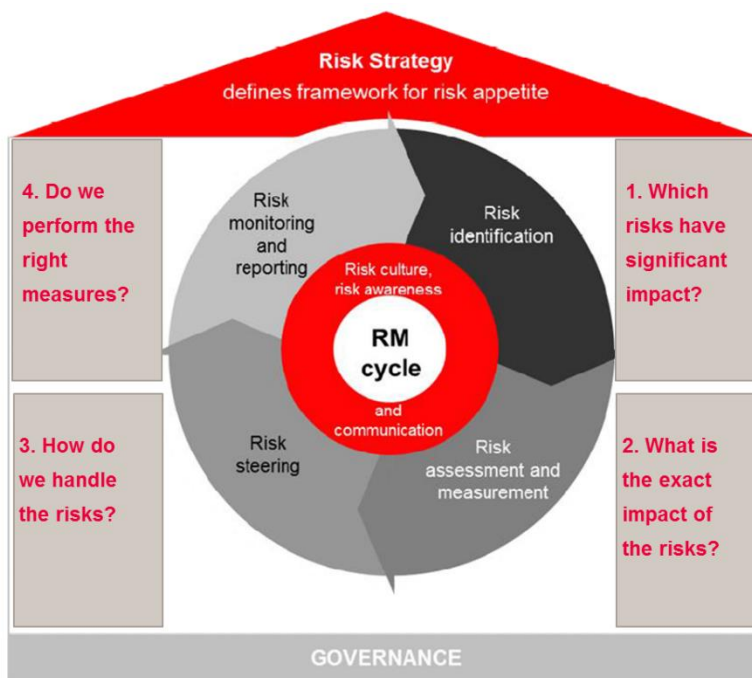 Risk Strategy
defines framework for risk appetite
4. Do we
perform the
right
measures?
Risk
monitoring
and
reporting
Risk
identification
1. Which
risks have
significant
impact?
Risk culture,
risk awareness
RM
cycle
and
communication
3. How do
we handle
the risks?
Risk
steering
Risk
assessment and
measurement
2. What is
the exact
impact of
the risks?
GOVERNANCE